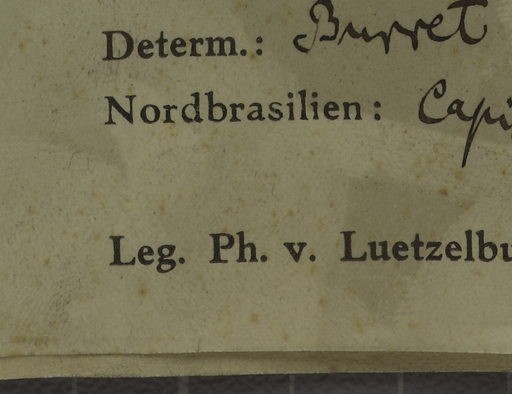 Determ.: Burret
Nordbrasilien: Capi
Leg. Ph. v. Luetzelbu